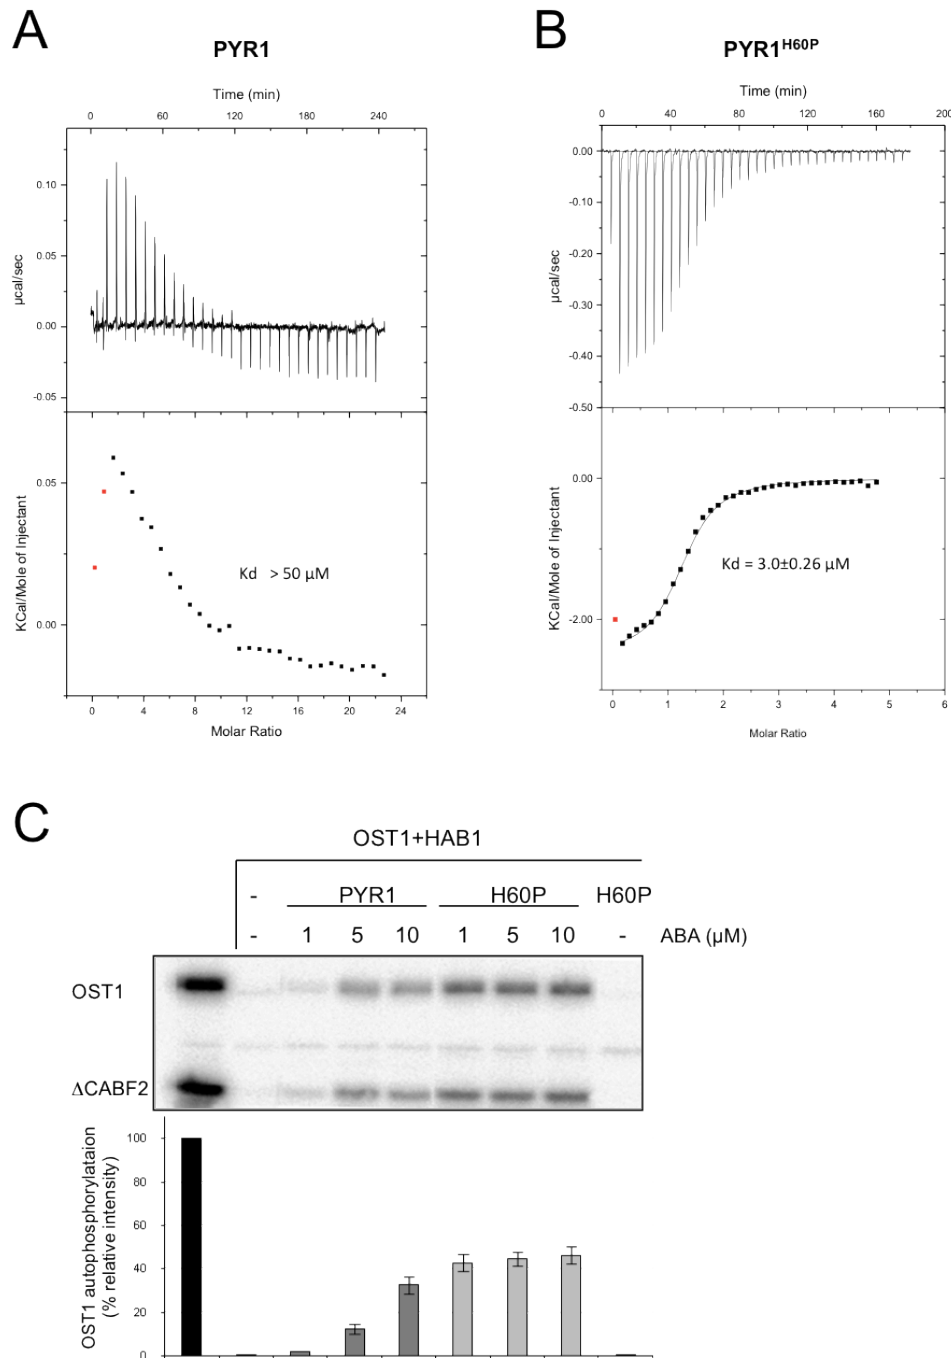 A
PYR1
Time (min)
0 60 120 180 240
0.10
0.05
0.00
-0.05
µcal/sec
0.05
0.00
KCal/Mole of Injectant
Kd > 50 µM
0 4 8 12 16 20 24
Molar Ratio
B
PYR1H60P
Time (min)
0 20 40 60 80 100 120 140 160 200
0.00
-0.10
-0.20
-0.30
-0.40
-0.50
µcal/sec
0.00
-2.00
KCal/Mole of Injectant
Kd = 3.0±0.26 µM
0 1 2 3 4 5 6
Molar Ratio
C
OST1+HAB1
- PYR1 H60P H60P
- 1 5 10 1 5 10 - ABA (µM)
OST1
ΔCABF2
100
80
60
40
20
0
OST1 autophosphorylataion
(% relative intensity)